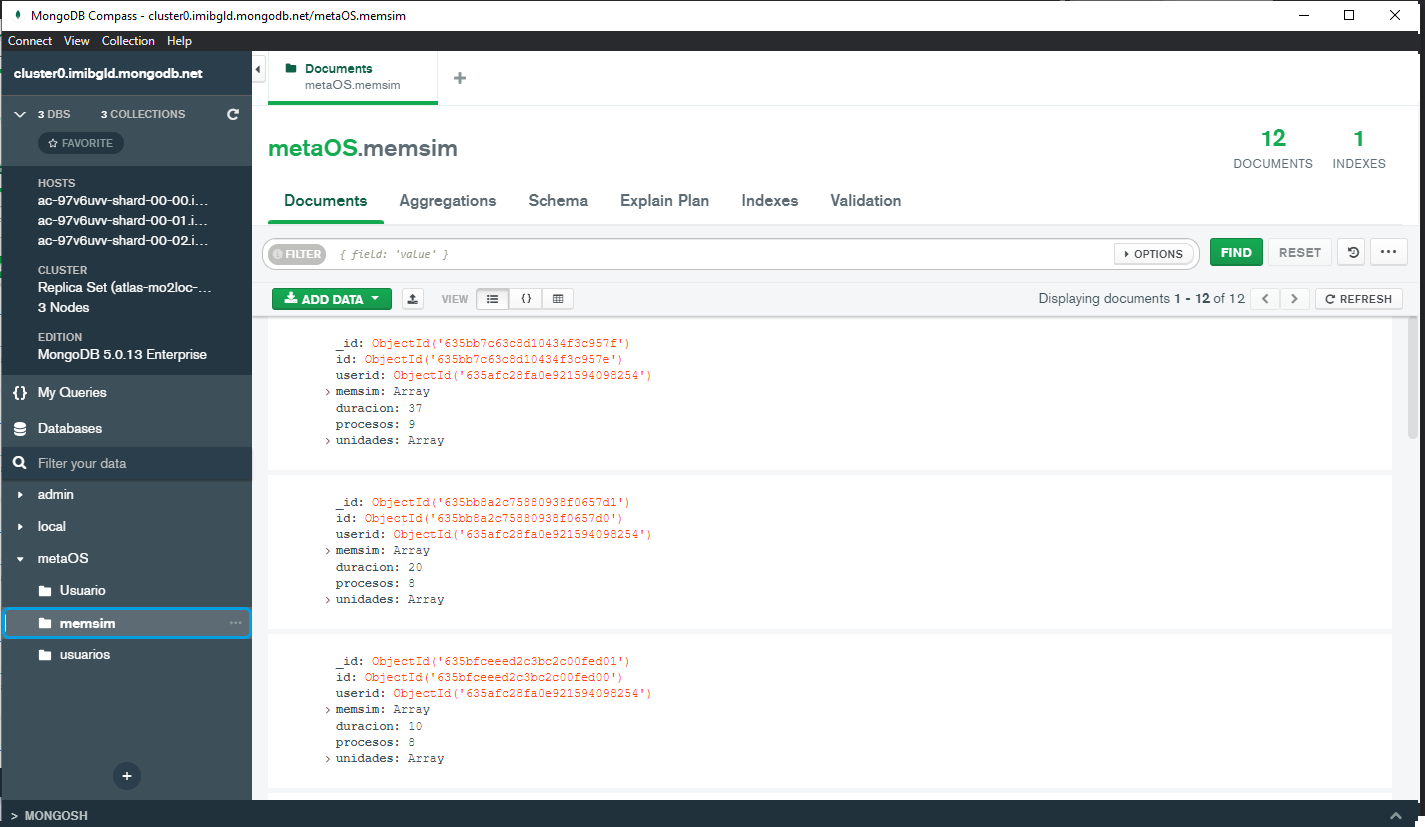 MongoDB Compass - cluster0.imibgld.mongodb.net/metaOS.memsim
Connect View Collection Help
cluster0.imibgld.mongodb.net
3 DBS 3 COLLECTIONS
FAVORITE
HOSTS
ac-97v6uvv-shard-00-00.i...
ac-97v6uvv-shard-00-01.i...
ac-97v6uvv-shard-00-02.i...
CLUSTER
Replica Set (atlas-mo2loc-...
3 Nodes
EDITION
MongoDB 5.0.13 Enterprise
{} My Queries
Databases
Filter your data
admin
local
metaOS
Usuario
memsim ...
usuarios
+
Documents
metaOS.memsim
+
metaOS.memsim
12
DOCUMENTS
1
INDEXES
Documents Aggregations Schema Explain Plan Indexes Validation
FILTER { field: 'value' } OPTIONS FIND RESET ...
ADD DATA VIEW {} Displaying documents 1 - 12 of 12 < > REFRESH
_id: ObjectId('635bb7c63c8d10434f3c957f')
id: ObjectId('635bb7c63c8d10434f3c957e')
userid: ObjectId('635afc28fa0e921594098254')
> memsim: Array
duracion: 37
procesos: 9
> unidades: Array
_id: ObjectId('635bb8a2c75880938f0657d1')
id: ObjectId('635bb8a2c75880938f0657d0')
userid: ObjectId('635afc28fa0e921594098254')
> memsim: Array
duracion: 20
procesos: 8
> unidades: Array
_id: ObjectId('635bfceeed2c3bc2c00fed01')
id: ObjectId('635bfceeed2c3bc2c00fed00')
userid: ObjectId('635afc28fa0e921594098254')
> memsim: Array
duracion: 10
procesos: 8
> unidades: Array
> MONGOSH